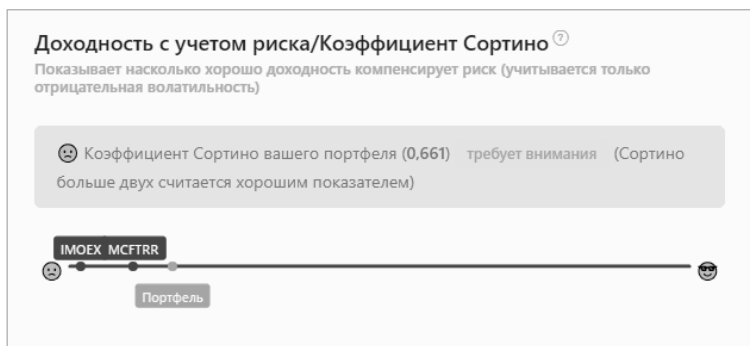 Доходность с учетом риска/Коэффициент Сортино ?
Показывает насколько хорошо доходность компенсирует риск (учитывается только
отрицательная волатильность)
Коэффициент Сортино вашего портфеля (0,661) требует внимания (Сортино
больше двух считается хорошим показателем)
IMOEX MCFTRR
Портфель